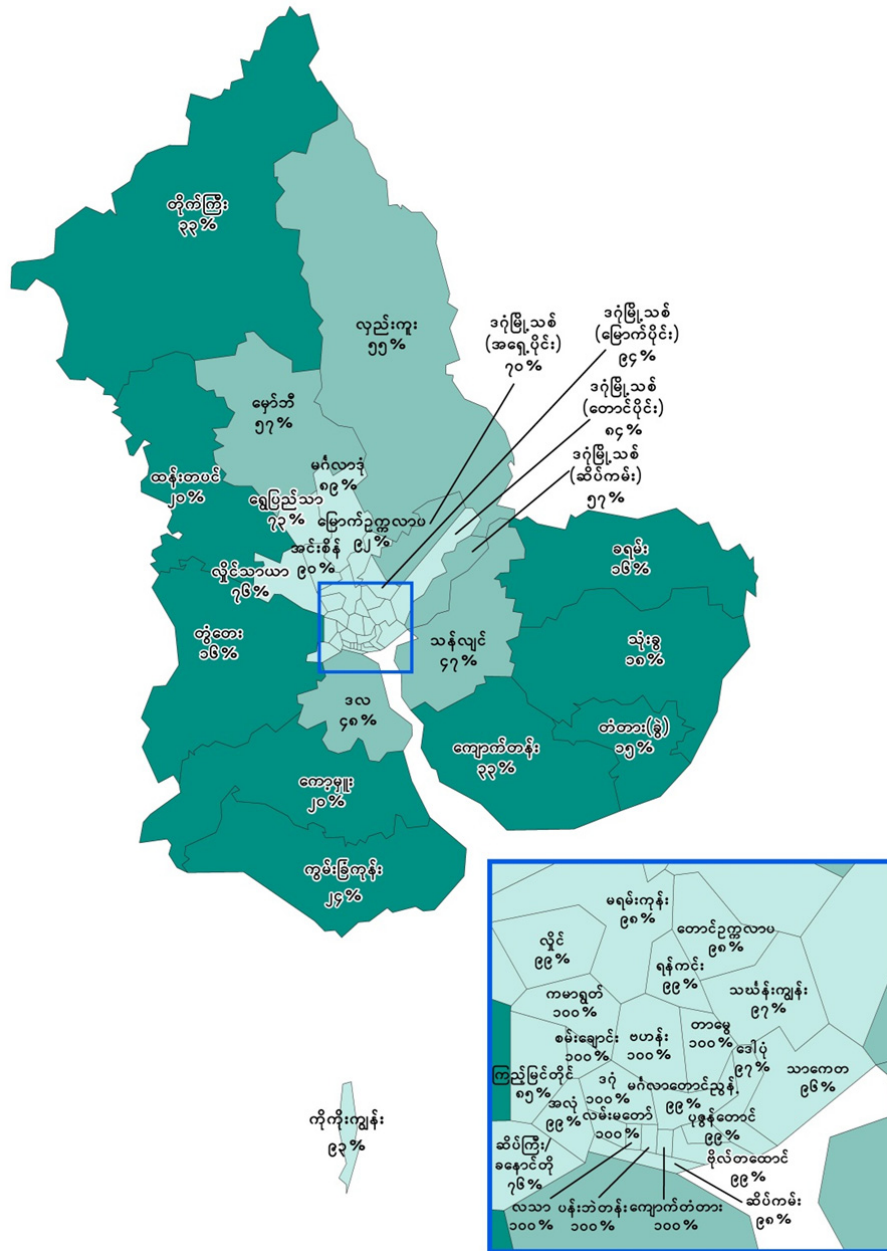 တိုက်ကြီး
၃၃%
လှည်းကူး
၅၅%
ဒဂုံမြို့သစ်
(အရှေ့ပိုင်း)
၇၀%
ဒဂုံမြို့သစ်
(မြောက်ပိုင်း)
၉၄%
ဒဂုံမြို့သစ်
(တောင်ပိုင်း)
၈၄%
ဒဂုံမြို့သစ်
(ဆိပ်ကမ်း)
၅၇%
မှော်ဘီ
၅၇%
ထန်းတပင်
၂၀%
မင်္ဂလာဒုံ
၈၉%
ရွှေပြည်သာ
၇၃%
မြောက်ဥက္ကလာပ
၉၂%
အင်းစိန်
၉၀%
လှိုင်သာယာ
၇၆%
ခရမ်း
၁၆%
တွံတေး
၁၆%
သန်လျင်
၄၇%
သုံးခွ
၁၈%
ဒလ
၄၈%
ကျောက်တန်း
၃၃%
တံတား(ခွဲ)
၁၅%
ကော့မှူး
၂၀%
ကွမ်းခြံကုန်း
၂၄%
ကိုကိုးကျွန်း
၉၃%
မရမ်းကုန်း
၉၈%
လှိုင်
၉၉%
တောင်ဥက္ကလာပ
၉၈%
ရန်ကင်း
၉၉%
သင်္ဃန်းကျွန်း
၉၇%
ကမာရွတ်
၁၀၀%
စမ်းချောင်း
၁၀၀%
ဗဟန်း
၁၀၀%
တာမွေ
၁၀၀%
ဒေါပုံ
၉၇%
သာကေတ
၉၆%
ကြည့်မြင်တိုင်
၈၅%
ဒဂုံ
၁၀၀%
မင်္ဂလာတောင်ညွန့်
၉၉%
အလုံ
၉၉%
လမ်းမတော်
၁၀၀%
ပုဇွန်တောင်
၉၉%
ဗိုလ်တထောင်
၉၉%
ဆိပ်ကြီး/
ခနောင်တို
၇၆%
လသာ
၁၀၀%
ပန်းဘဲတန်း
၁၀၀%
ကျောက်တံတား
၁၀၀%
ဆိပ်ကမ်း
၉၈%